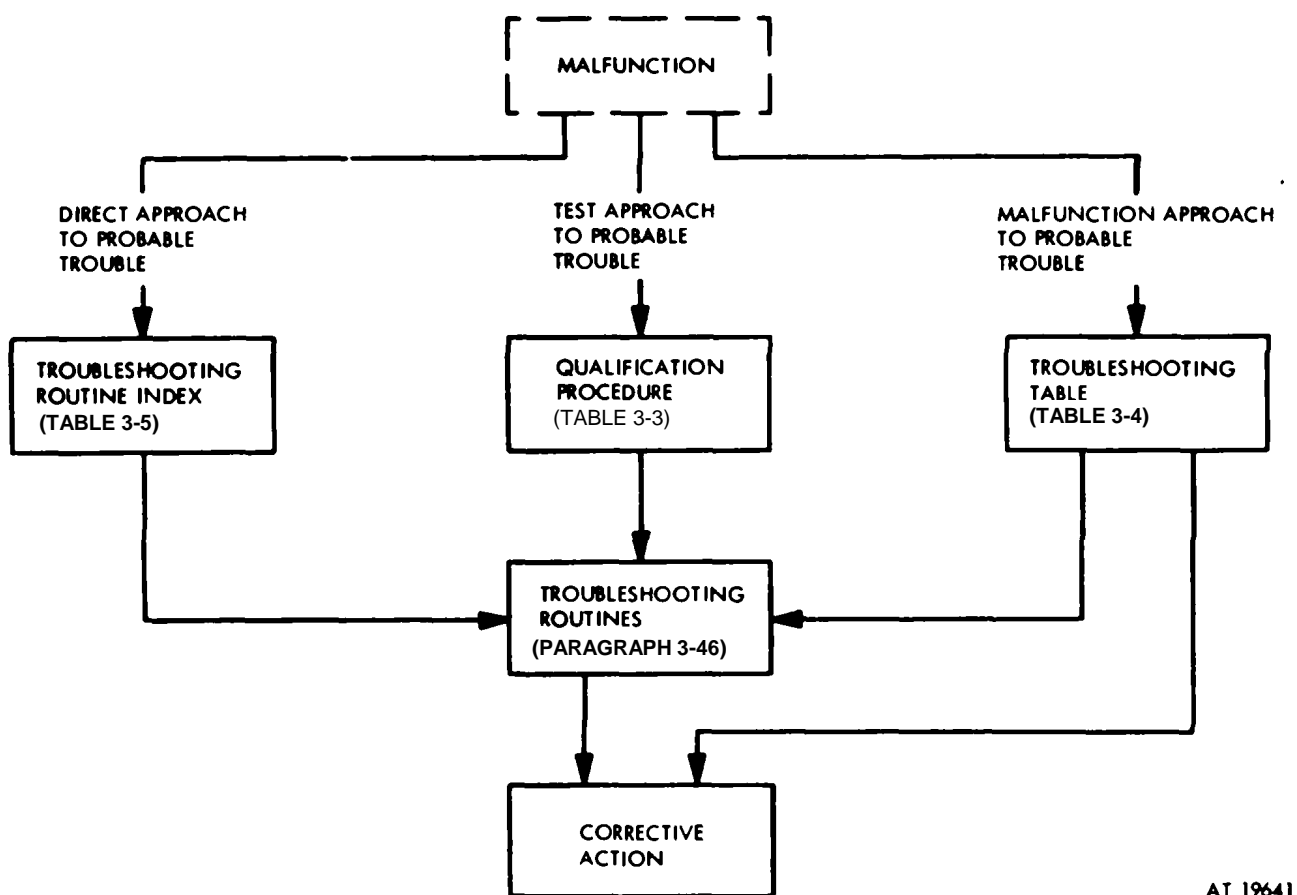 MALFUNCTION
DIRECT APPROACH
TO PROBABLE
TROUBLE
TEST APPROACH
TO PROBABLE
TROUBLE
MALFUNCTION APPROACH
TO PROBABLE
TROUBLE
TROUBLESHOOTING
ROUTINE INDEX
(TABLE 3-5)
QUALIFICATION
PROCEDURE
(TABLE 3-3)
TROUBLESHOOTING
TABLE
(TABLE 3-4)
TROUBLESHOOTING
ROUTINES
(PARAGRAPH 3-46)
CORRECTIVE
ACTION
AT 19641